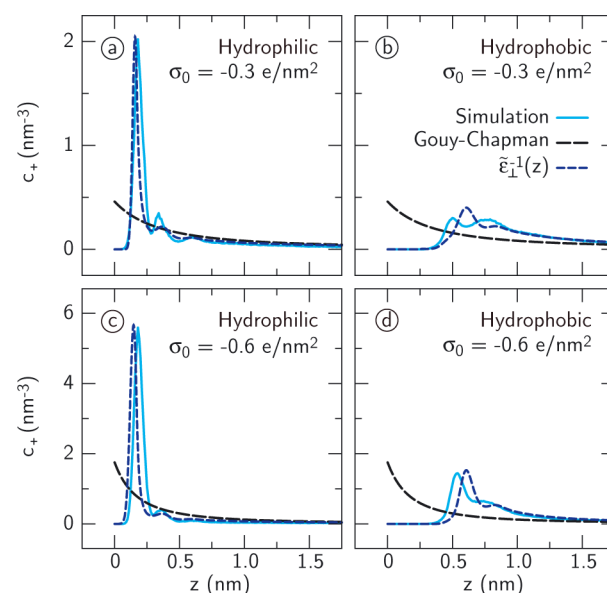 a
Hydrophilic
σ₀ = -0.3 e/nm²
b
Hydrophobic
σ₀ = -0.3 e/nm²
Simulation
Gouy-Chapman
ε̃⊥⁻¹(z)
2
1
0
c₊ (nm⁻³)
c
Hydrophilic
σ₀ = -0.6 e/nm²
d
Hydrophobic
σ₀ = -0.6 e/nm²
6
4
2
0
c₊ (nm⁻³)
0 0.5 1.0 1.5
0 0.5 1.0 1.5
z (nm)
z (nm)